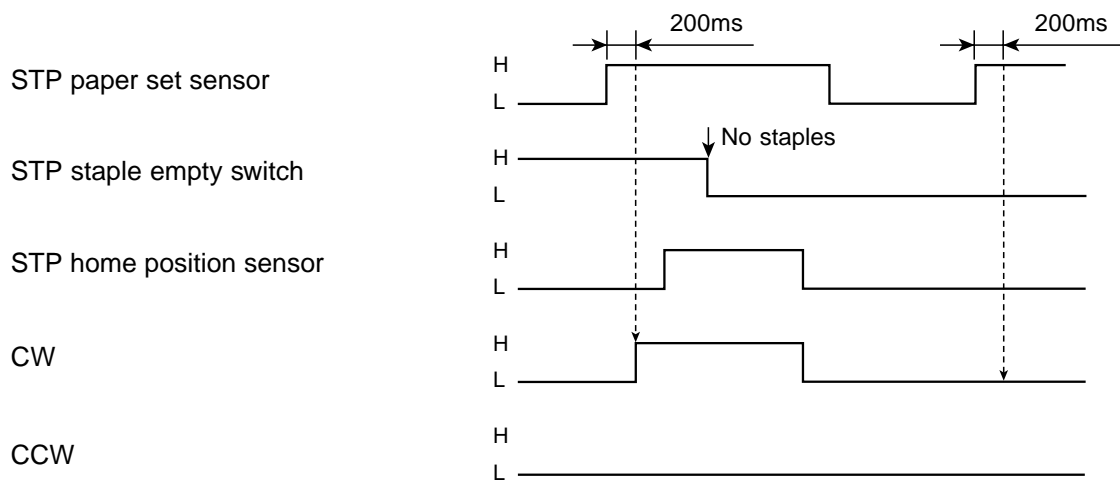 200ms 200ms
STP paper set sensor H
L
No staples
STP staple empty switch H
L
STP home position sensor H
L
CW H
L
CCW H
L